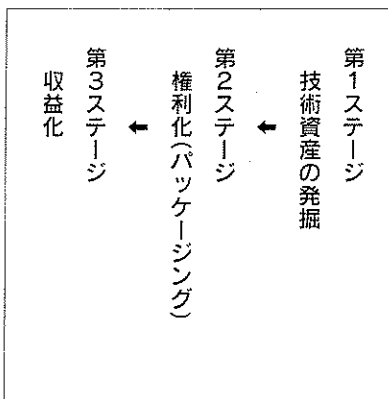 第1ステージ
技術資産の発掘
←
第2ステージ
権利化(パッケージング)
←
第3ステージ
収益化